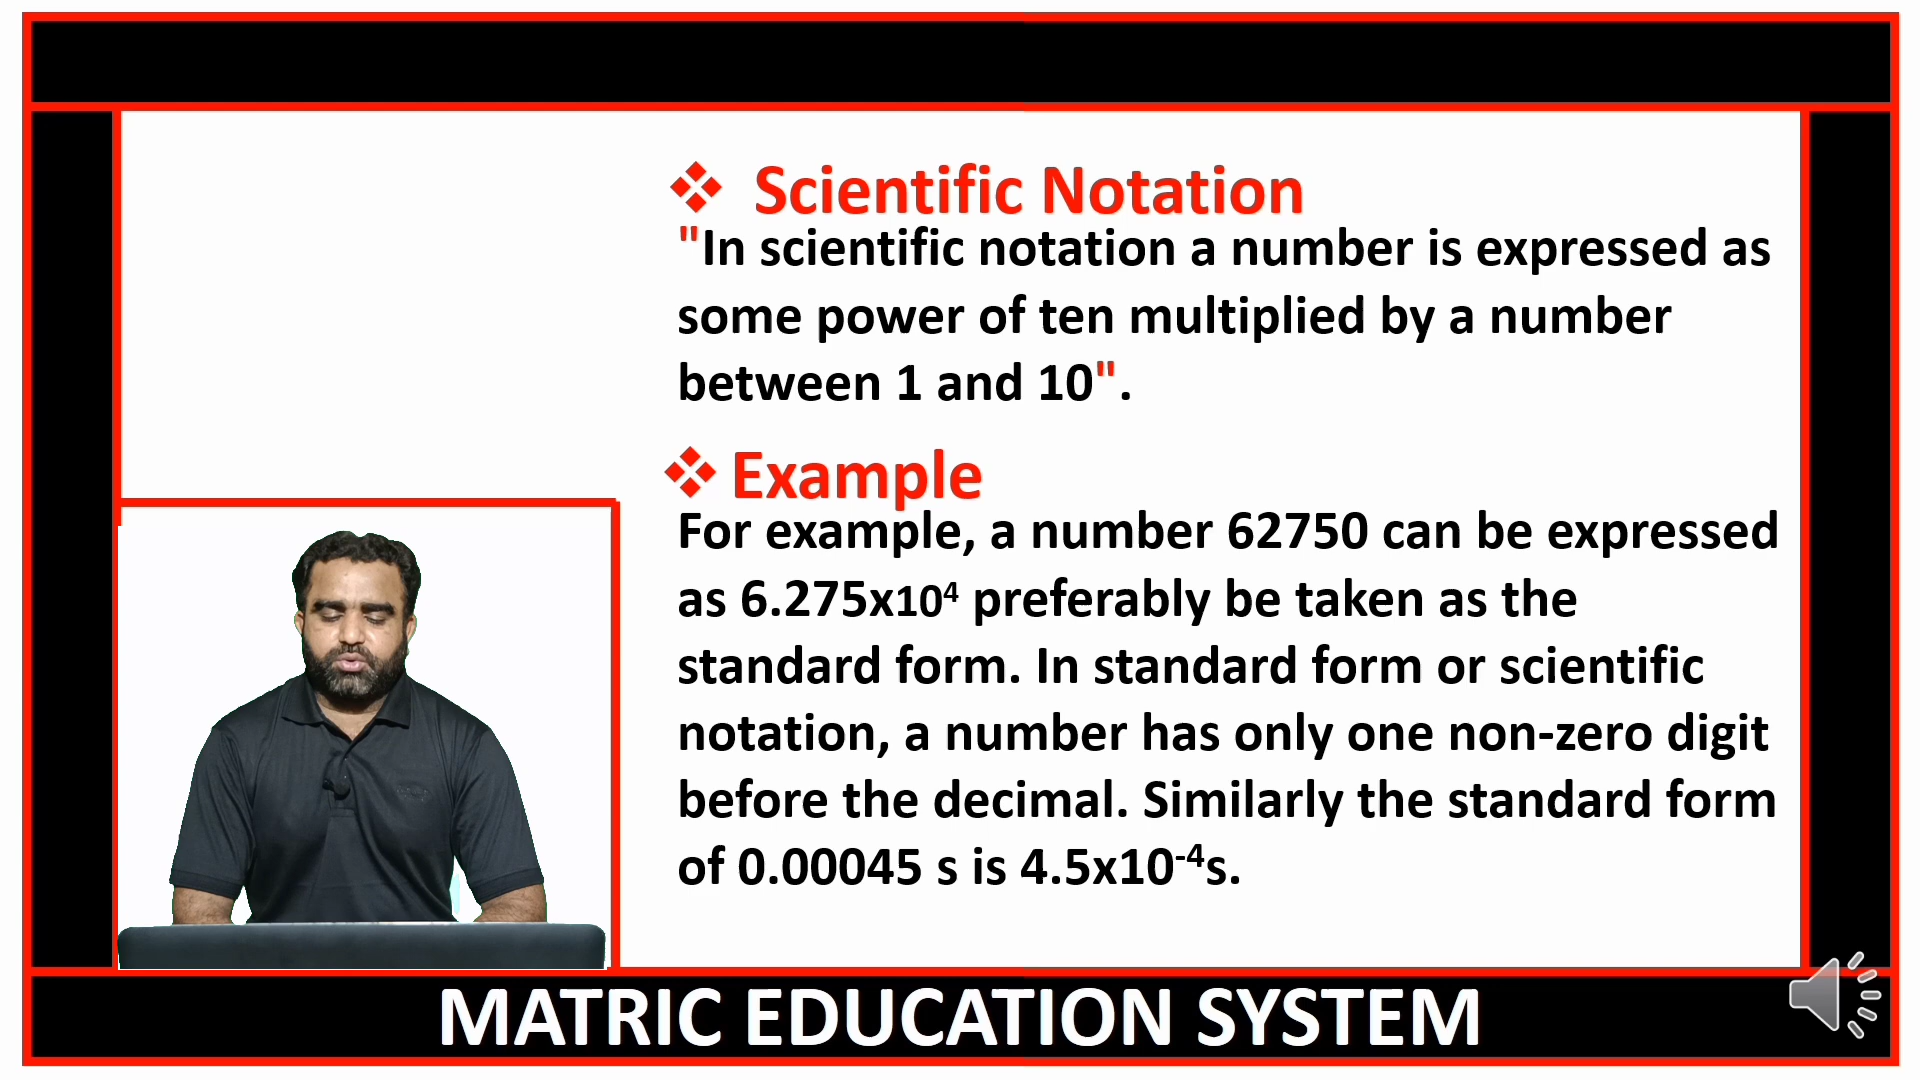 ❖ Scientific Notation
"In scientific notation a number is expressed as
some power of ten multiplied by a number
between 1 and 10".
❖ Example
For example, a number 62750 can be expressed
as 6.275x10⁴ preferably be taken as the
standard form. In standard form or scientific
notation, a number has only one non-zero digit
before the decimal. Similarly the standard form
of 0.00045 s is 4.5x10⁻⁴s.
MATRIC EDUCATION SYSTEM